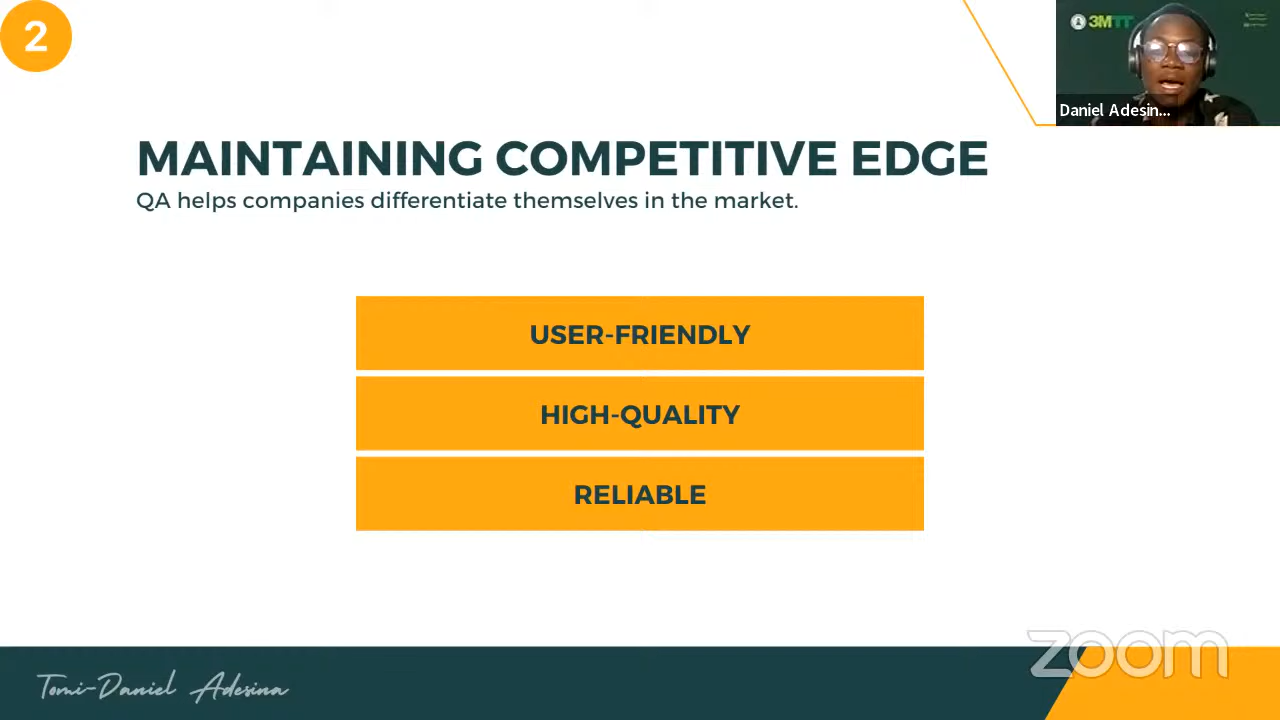 2
3MTT
Daniel Adesin...
MAINTAINING COMPETITIVE EDGE
QA helps companies differentiate themselves in the market.
USER-FRIENDLY
HIGH-QUALITY
RELIABLE
zoom
Tomi-Daniel Adesina